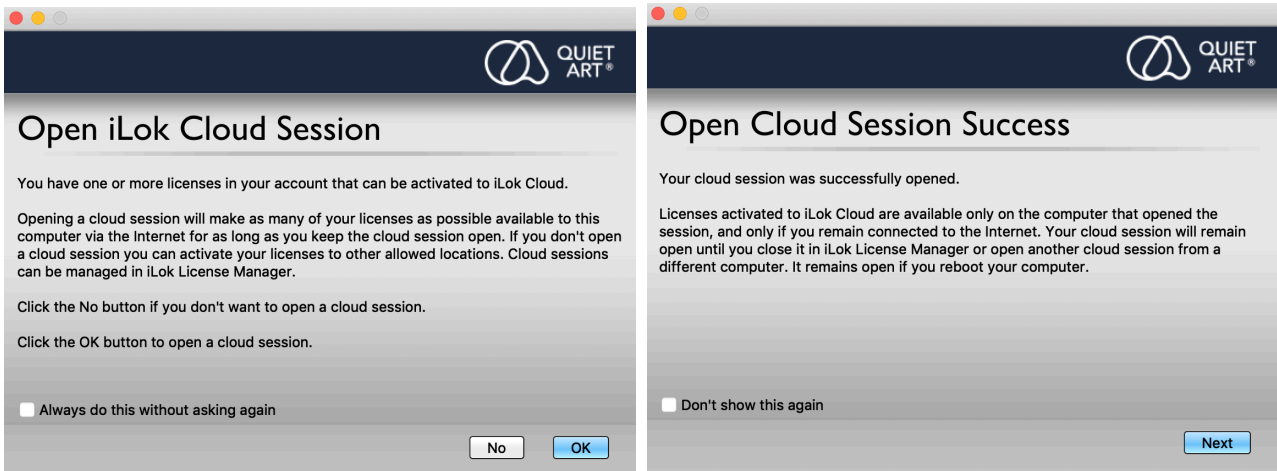 QUIET
ART®
Open iLok Cloud Session
You have one or more licenses in your account that can be activated to iLok Cloud.
Opening a cloud session will make as many of your licenses as possible available to this
computer via the Internet for as long as you keep the cloud session open. If you don't open
a cloud session you can activate your licenses to other allowed locations. Cloud sessions
can be managed in iLok License Manager.
Click the No button if you don't want to open a cloud session.
Click the OK button to open a cloud session.
Always do this without asking again
No
OK
QUIET
ART®
Open Cloud Session Success
Your cloud session was successfully opened.
Licenses activated to iLok Cloud are available only on the computer that opened the
session, and only if you remain connected to the Internet. Your cloud session will remain
open until you close it in iLok License Manager or open another cloud session from a
different computer. It remains open if you reboot your computer.
Don't show this again
Next